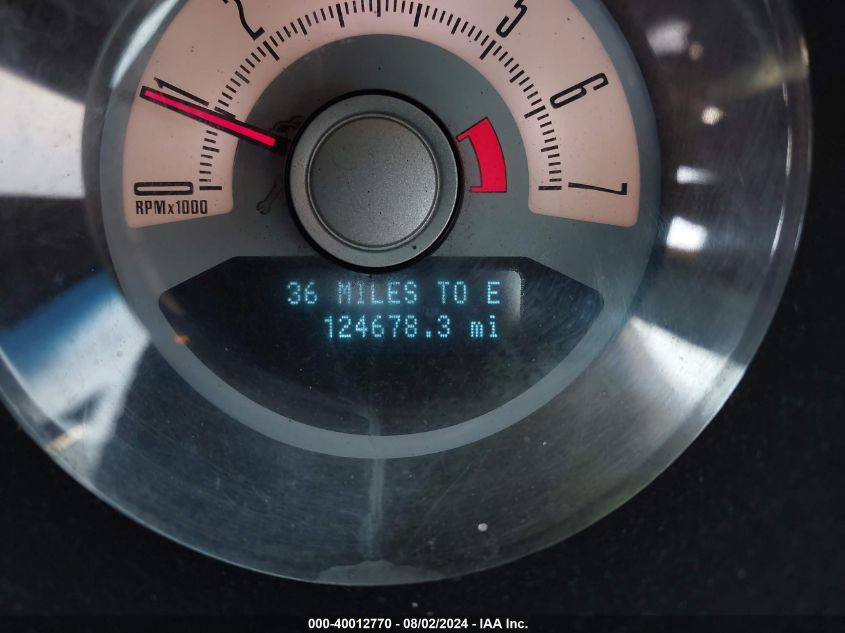 0 1 2 5 6 7
RPMx1000
36 MILES TO E
124678.3 mi
000-40012770 - 08/02/2024 - IAA Inc.